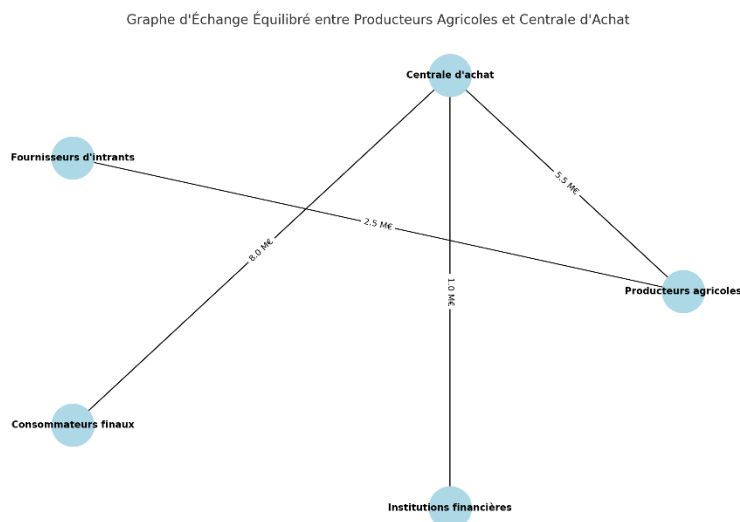 Graphe d'Échange Équilibré entre Producteurs Agricoles et Centrale d'Achat
Centrale d'achat
Fournisseurs d'intrants
5.5 M€
2.5 M€
8.0 M€
1.0 M€
Producteurs agricoles
Consommateurs finaux
Institutions financières